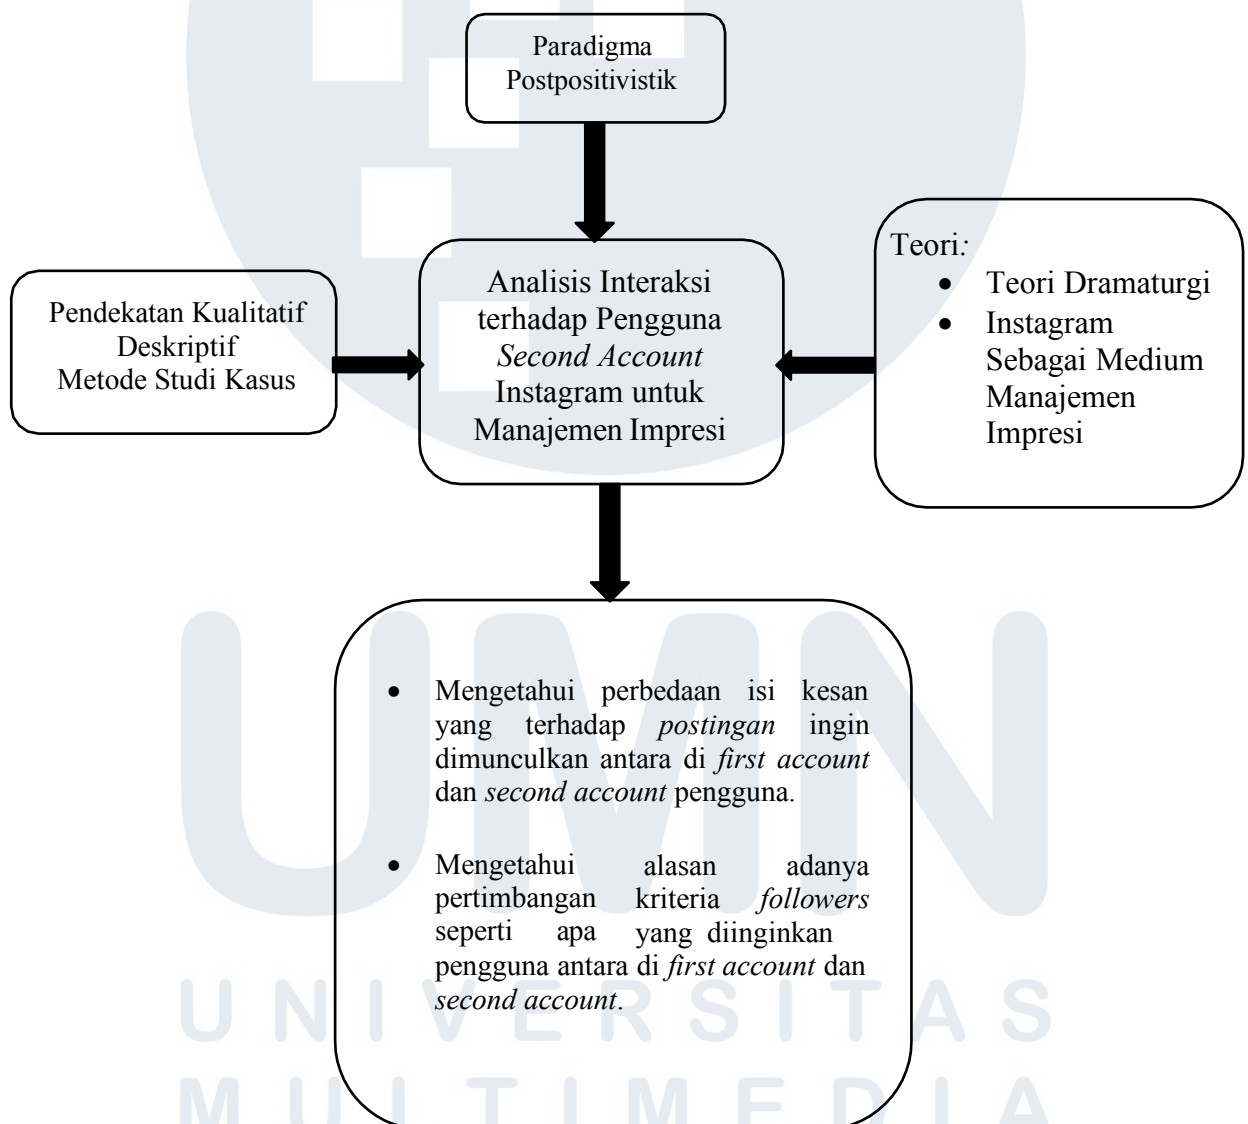 Paradigma
Postpositivistik
Pendekatan Kualitatif
Deskriptif
Metode Studi Kasus
Analisis Interaksi
terhadap Pengguna
Second Account
Instagram untuk
Manajemen Impresi
Teori:
• Teori Dramaturgi
• Instagram
Sebagai Medium
Manajemen
Impresi
• Mengetahui perbedaan isi kesan
yang terhadap postingan ingin
dimunculkan antara di first account
dan second account pengguna.
• Mengetahui alasan adanya
pertimbangan kriteria followers
seperti apa yang diinginkan
pengguna antara di first account dan
second account.
UMN
UNIVERSITAS
MULTIMEDIA